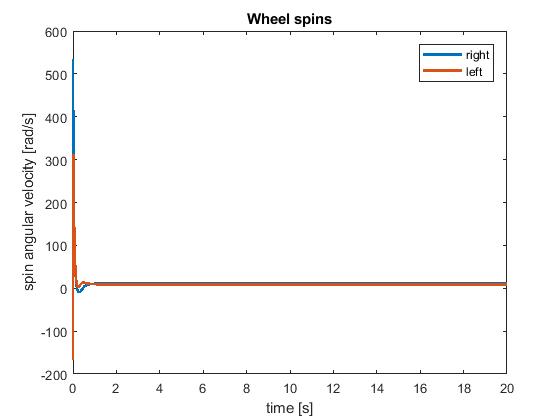 Wheel spins
600
500
400
300
200
100
0
-100
-200
spin angular velocity [rad/s]
right
left
0 2 4 6 8 10 12 14 16 18 20
time [s]